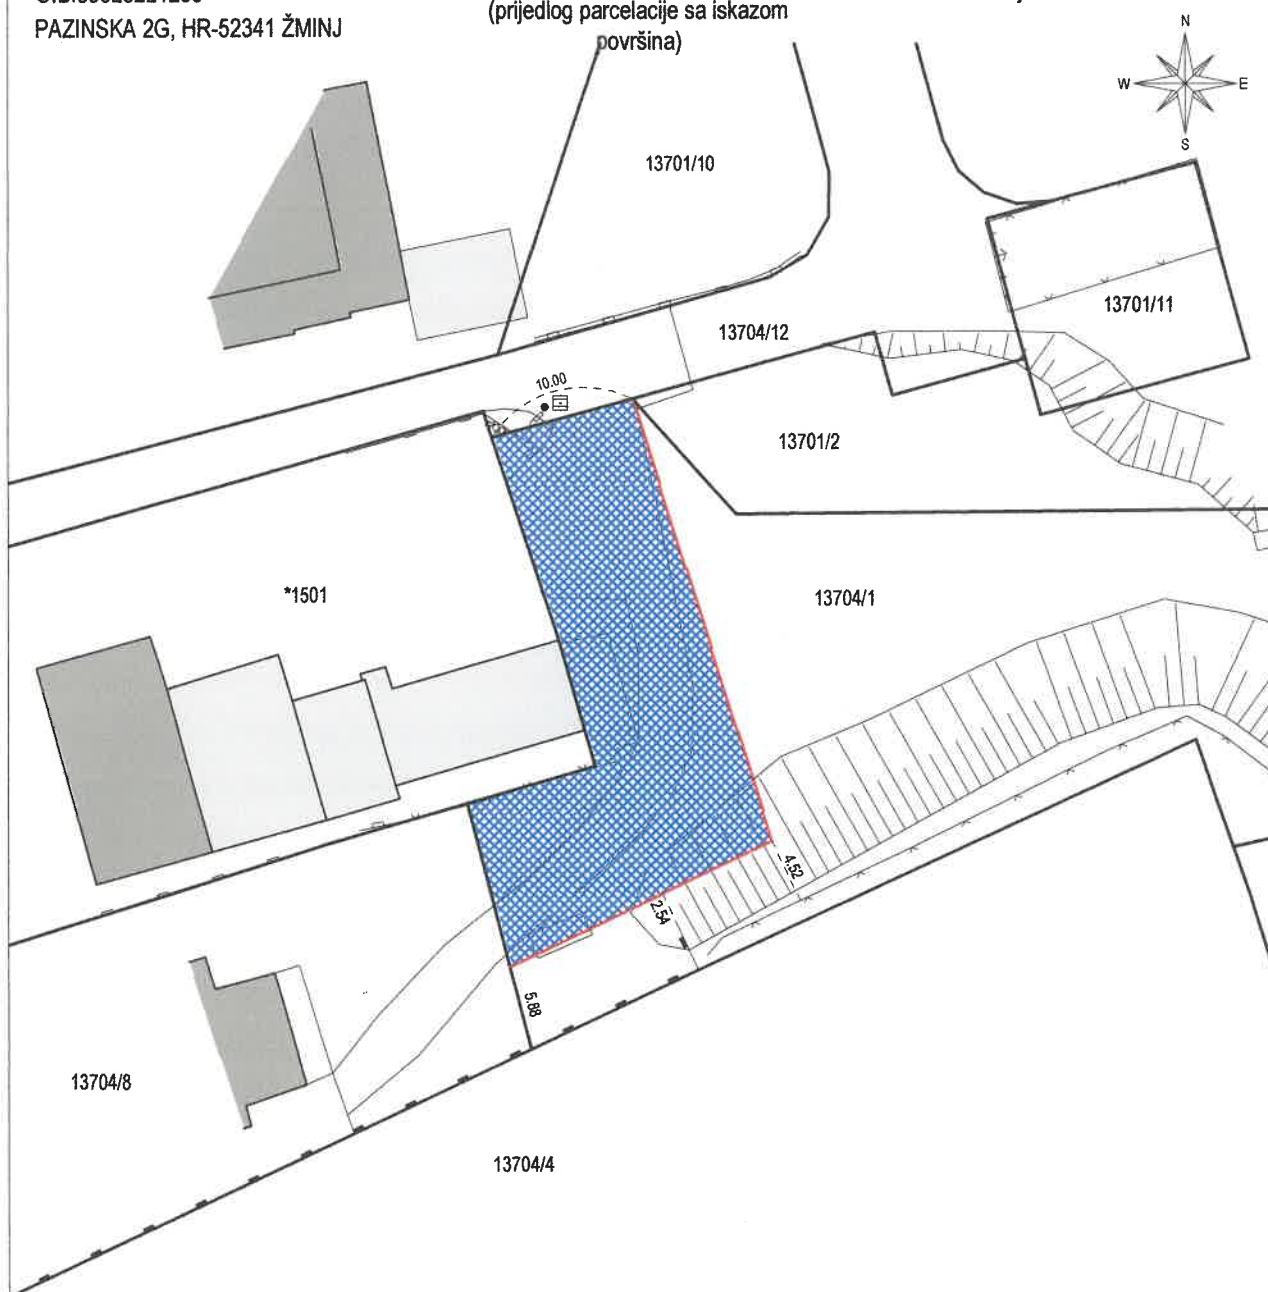 PAZINSKA 2G, HR-52341 ŽMINJ
(prijedlog parcelacije sa iskazom
površina)
N
W
E
S
13701/10
13701/11
13704/12
10.00
13701/2
*1501
13704/1
4.52
2.54
5.88
13704/8
13704/4